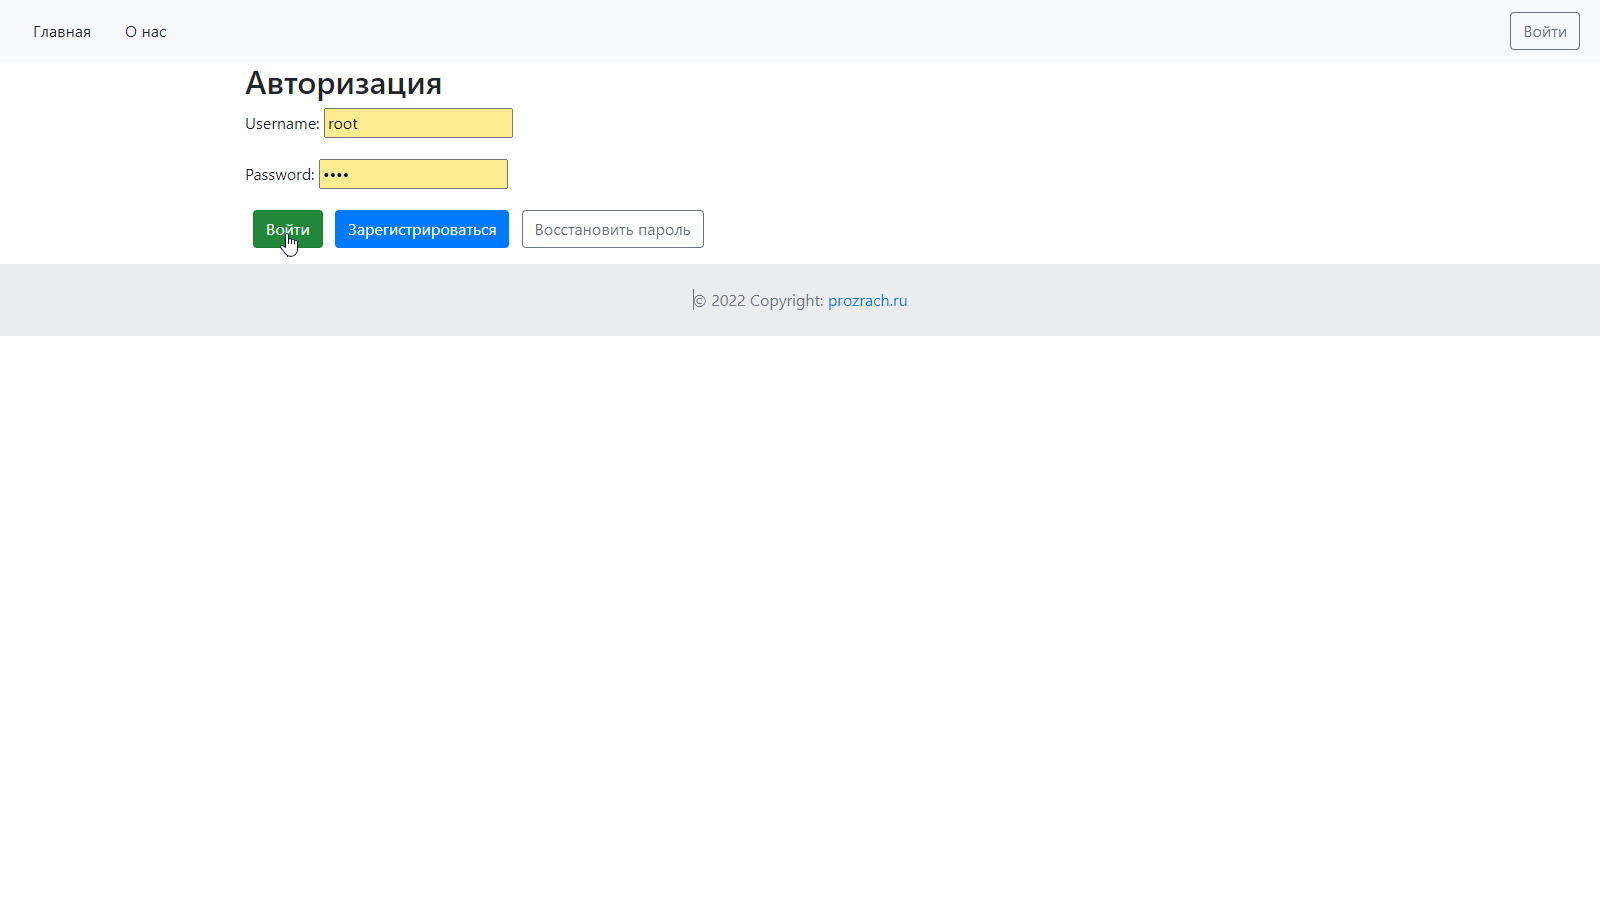 Главная О нас Войти
Авторизация
Username: root
Password: ••••
Войти Зарегистрироваться Восстановить пароль
© 2022 Copyright: prozrach.ru